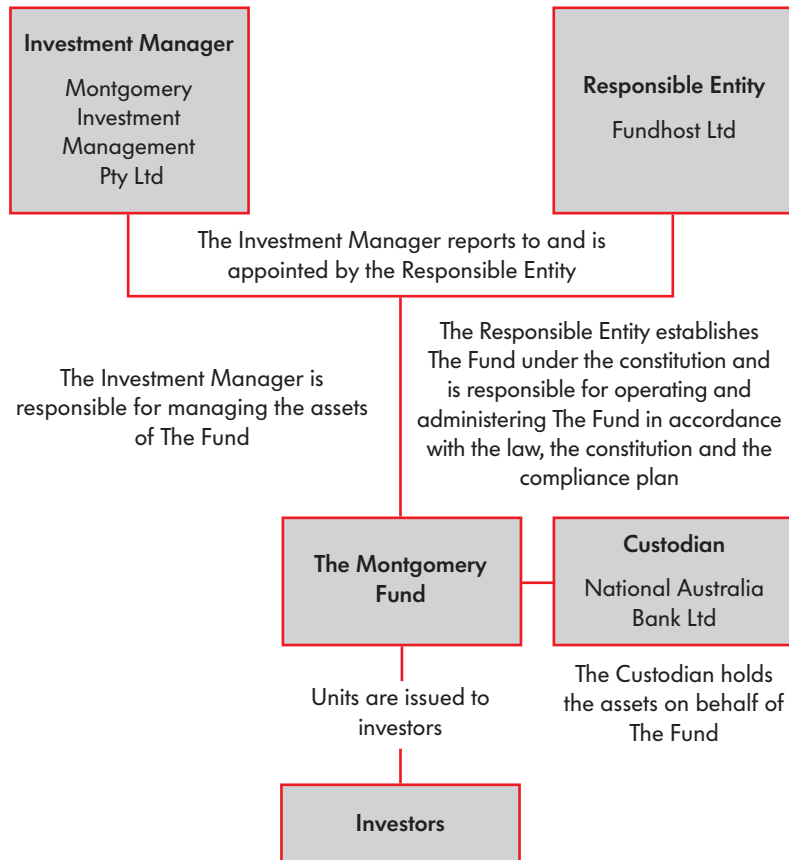 Investment Manager
Montgomery
Investment
Management
Pty Ltd
Responsible Entity
Fundhost Ltd
The Investment Manager reports to and is
appointed by the Responsible Entity
The Investment Manager is
responsible for managing the assets
of The Fund
The Responsible Entity establishes
The Fund under the constitution and
is responsible for operating and
administering The Fund in accordance
with the law, the constitution and the
compliance plan
The Montgomery
Fund
Custodian
National Australia
Bank Ltd
The Custodian holds
the assets on behalf of
The Fund
Units are issued to
investors
Investors